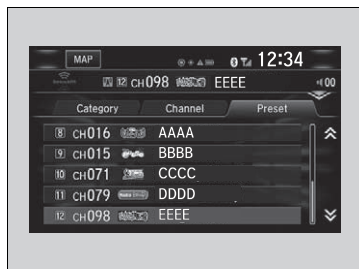 MAP 12:34
12 CH098 EEEE 00
Category Channel Preset
8 CH016 AAAA
9 CH015 BBBB
10 CH071 CCCC
11 CH079 DDDD
12 CH098 EEEE